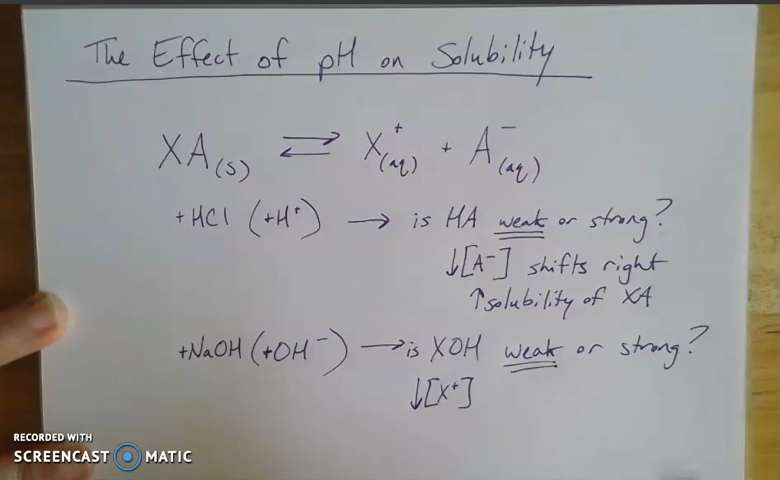 The Effect of pH on Solubility
XA(s) ⇌ X⁺(aq) + A⁻(aq)
+HCl (+H⁺) → is HA weak or strong?
↓[A⁻] shifts right
↑solubility of XA
+NaOH (+OH⁻) → is XOH weak or strong?
↓[X⁺]
RECORDED WITH
SCREENCAST MATIC